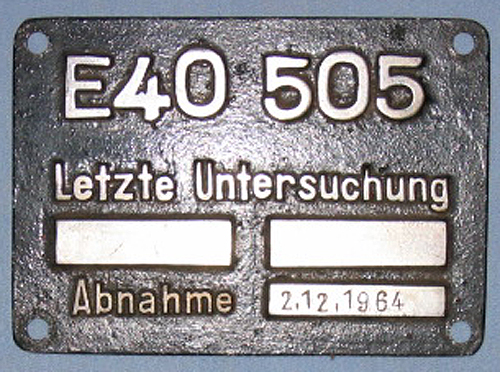 E40 505
Letzte Untersuchung
Abnahme 2.12.1964